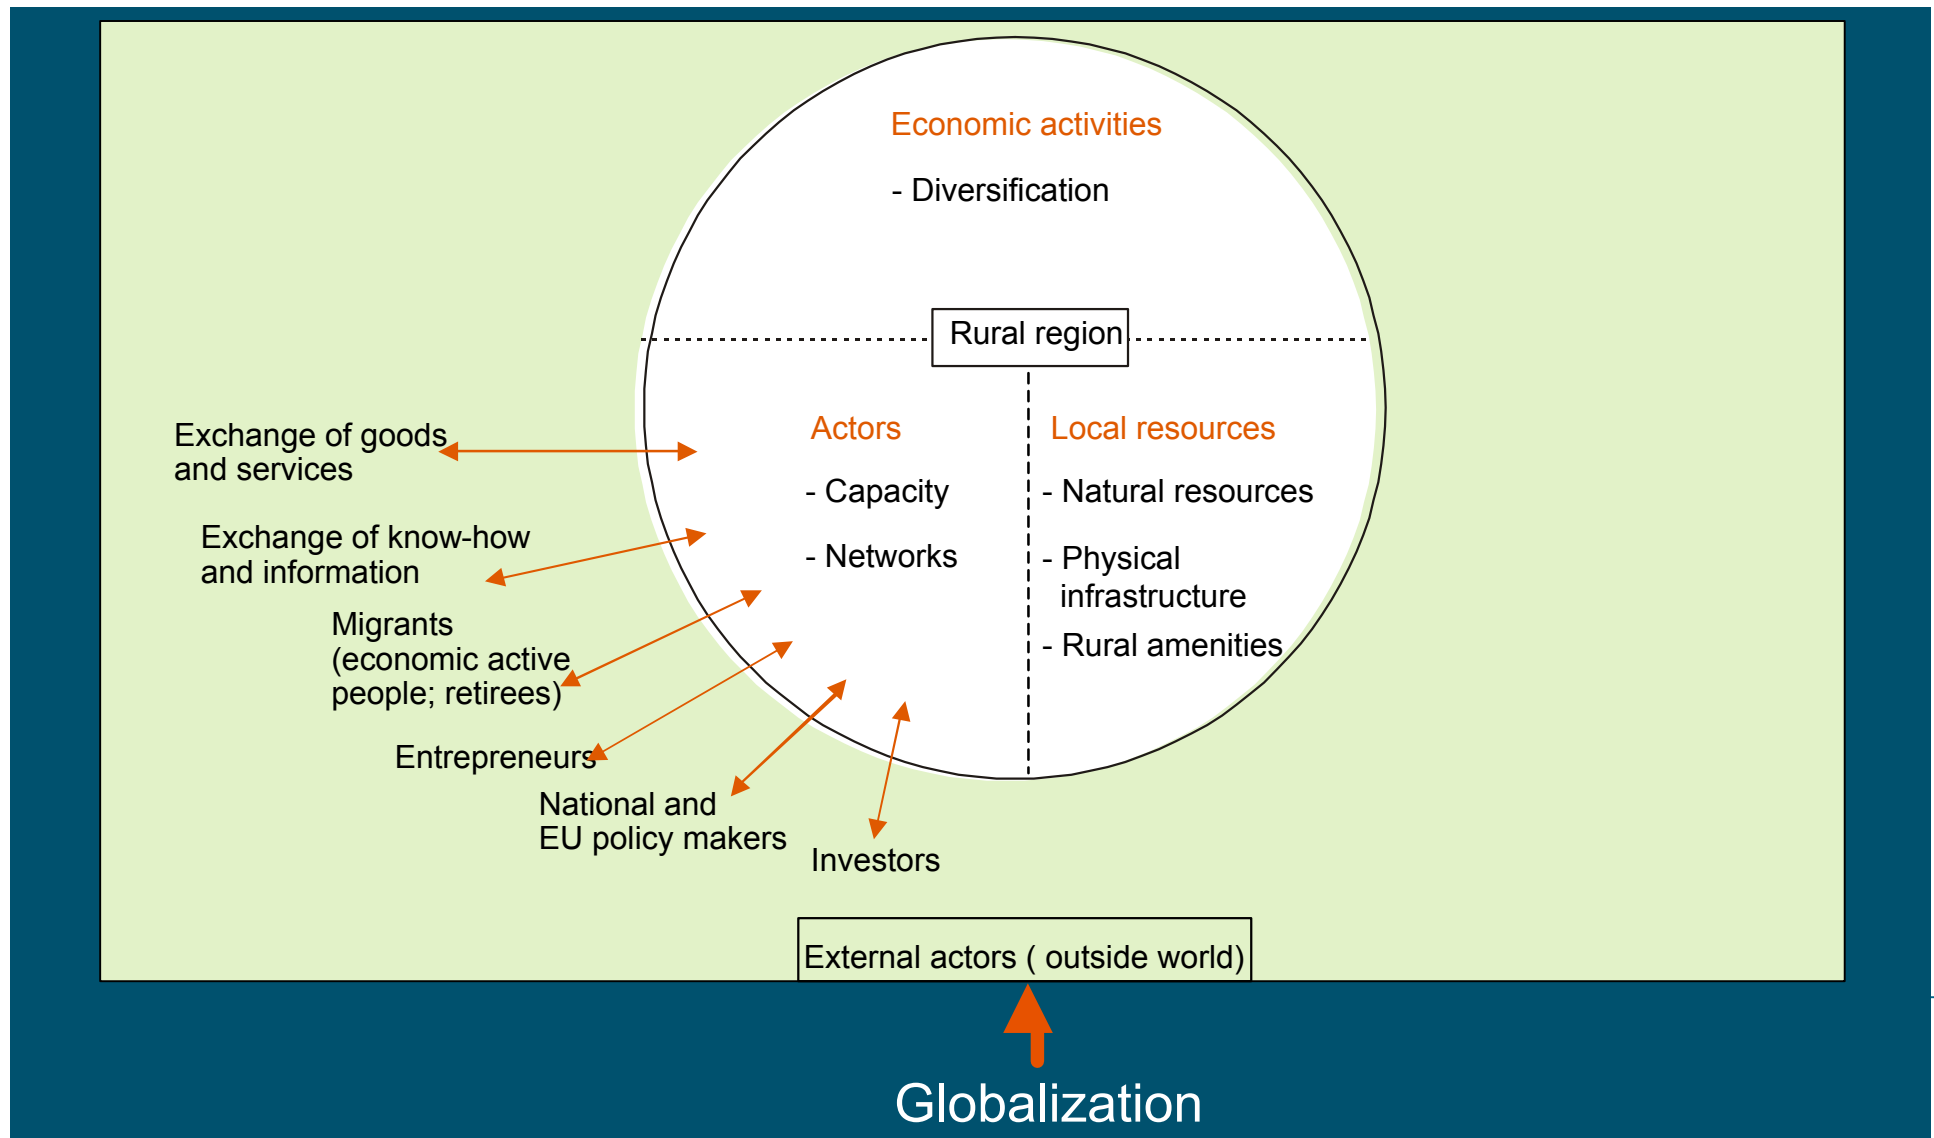 Economic activities
- Diversification
Rural region
Actors
- Capacity
- Networks
Local resources
- Natural resources
- Physical
infrastructure
- Rural amenities
Exchange of goods
and services
Exchange of know-how
and information
Migrants
(economic active
people; retirees)
Entrepreneurs
National and
EU policy makers
Investors
External actors ( outside world)
Globalization